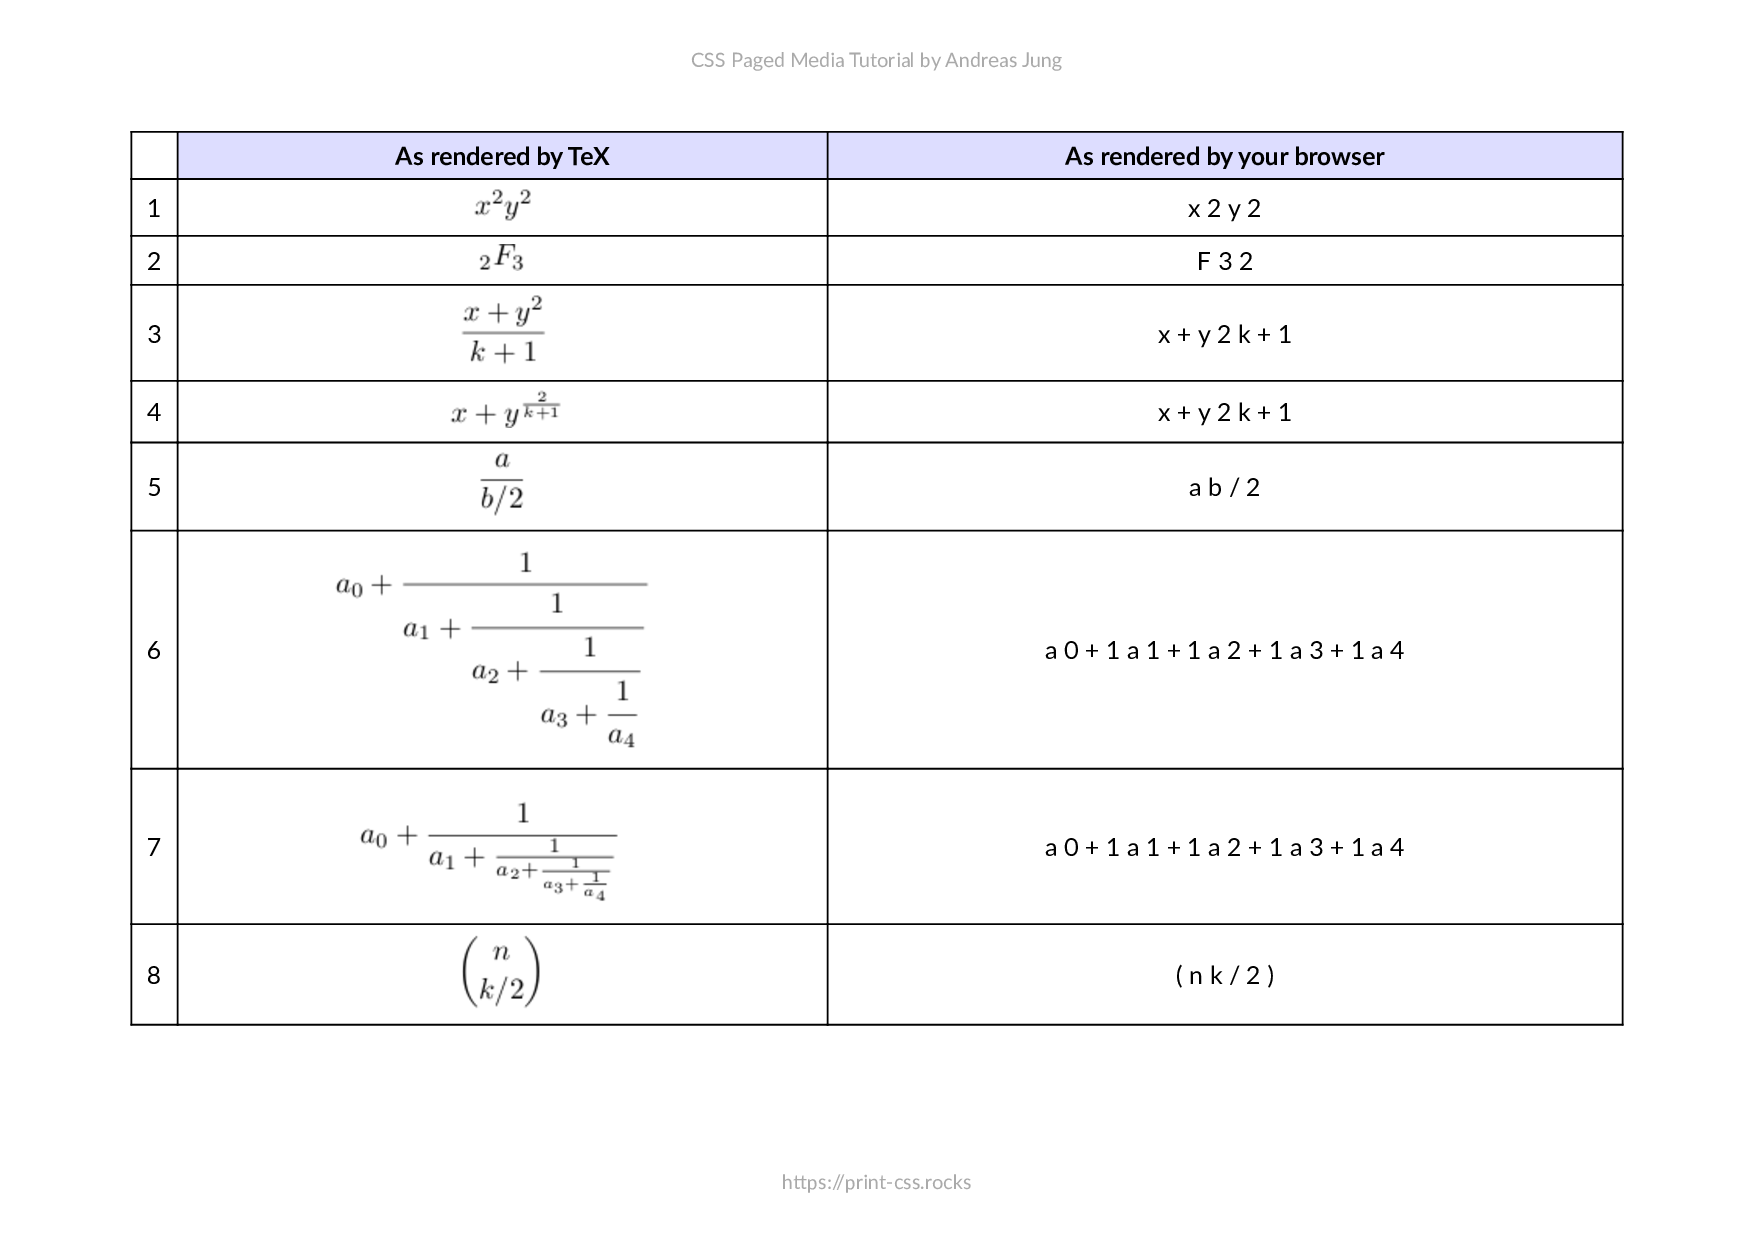 CSS Paged Media Tutorial by Andreas Jung
As rendered by TeX | As rendered by your browser
1 | $x^2y^2$ | x 2 y 2
2 | ${}_2F_3$ | F 3 2
3 | $\frac{x+y^2}{k+1}$ | x + y 2 k + 1
4 | $x+y^{\frac{2}{k+1}}$ | x + y 2 k + 1
5 | $\frac{a}{b/2}$ | a b / 2
6 | $a_0+\cfrac{1}{a_1+\cfrac{1}{a_2+\cfrac{1}{a_3+\cfrac{1}{a_4}}}}$ | a 0 + 1 a 1 + 1 a 2 + 1 a 3 + 1 a 4
7 | $a_0+\frac{1}{a_1+\frac{1}{a_2+\frac{1}{a_3+\frac{1}{a_4}}}}$ | a 0 + 1 a 1 + 1 a 2 + 1 a 3 + 1 a 4
8 | $\binom{n}{k/2}$ | ( n k / 2 )
https://print-css.rocks